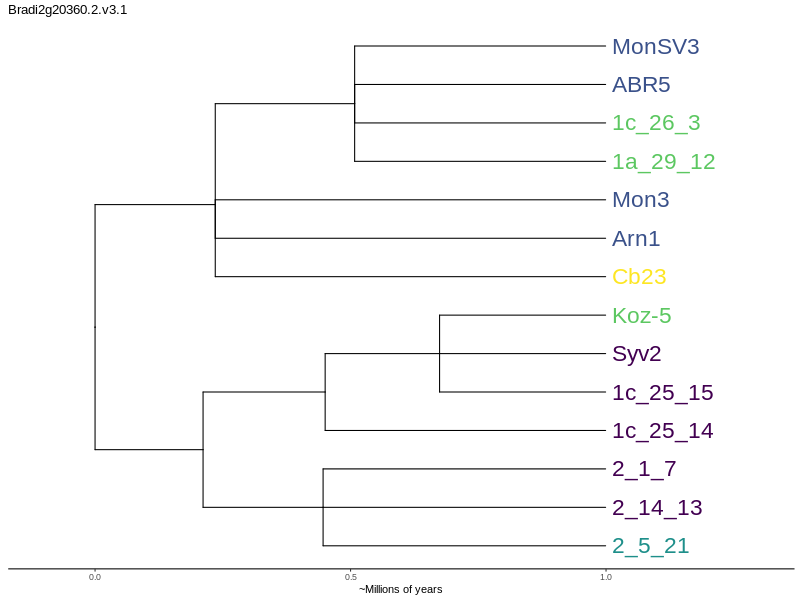 Bradi2g20360.2.v3.1
MonSV3
ABR5
1c_26_3
1a_29_12
Mon3
Arn1
Cb23
Koz-5
Syv2
1c_25_15
1c_25_14
2_1_7
2_14_13
2_5_21
0.0 0.5 1.0
~Millions of years